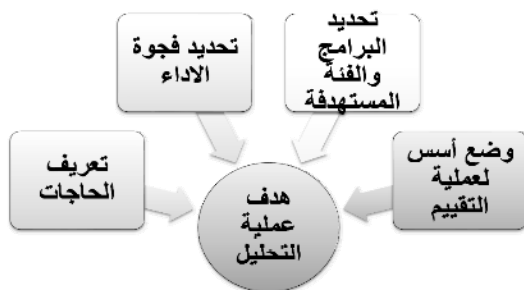 تحديد
البرامج
والفئة
المستهدفة
تحديد فجوة
الاداء
وضع أسس
لعملية
التقييم
تعريف
الحاجات
هدف
عملية
التحليل